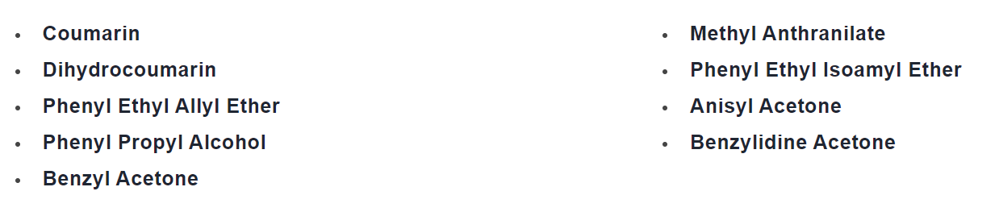 Coumarin
Dihydrocoumarin
Phenyl Ethyl Allyl Ether
Phenyl Propyl Alcohol
Benzyl Acetone
Methyl Anthranilate
Phenyl Ethyl Isoamyl Ether
Anisyl Acetone
Benzylidine Acetone